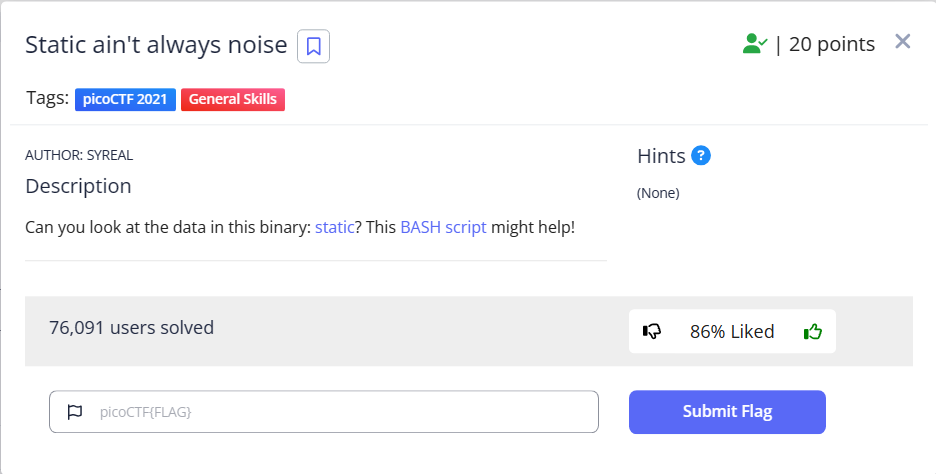 Static ain't always noise
| 20 points
Tags: picoCTF 2021 General Skills
AUTHOR: SYREAL
Description
Can you look at the data in this binary: static? This BASH script might help!
Hints ?
(None)
76,091 users solved
86% Liked
picoCTF{FLAG}
Submit Flag